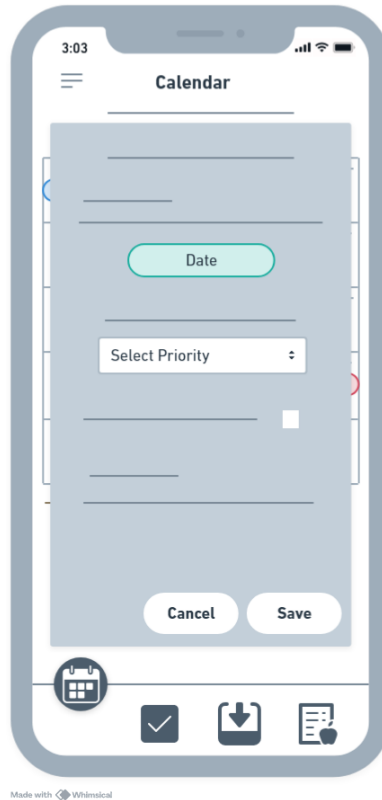 3:03
Calendar
Date
Select Priority
Cancel Save
Made with Whimsical